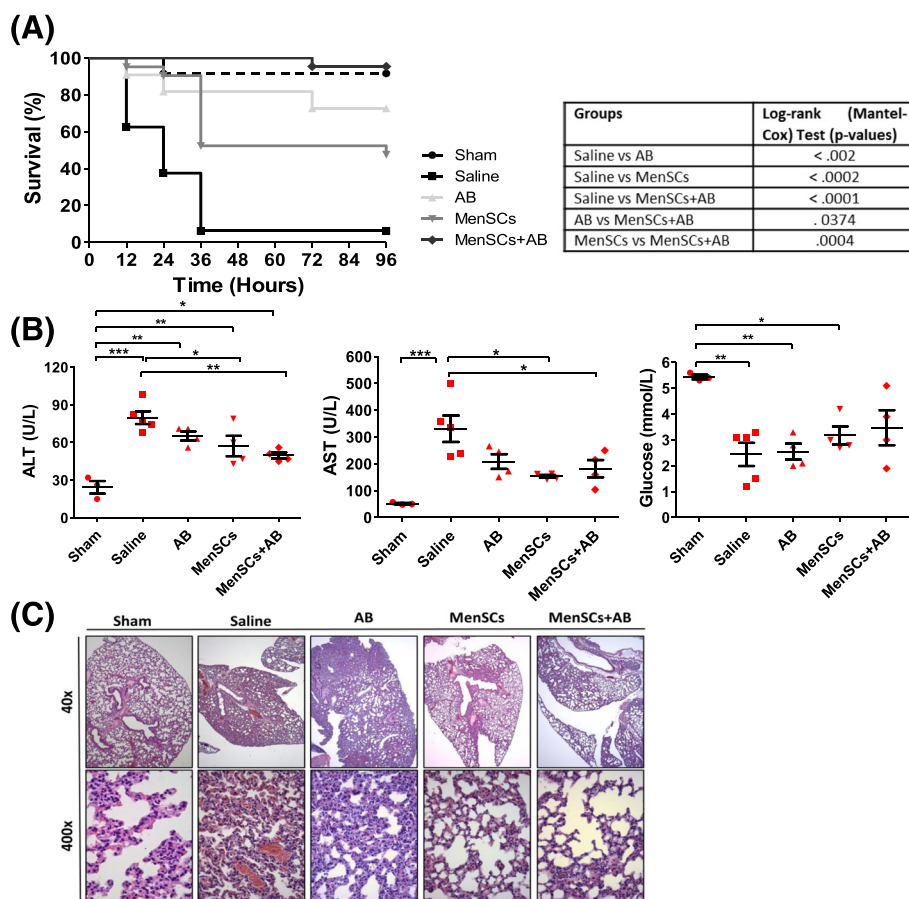 (A)
Survival (%)
100
80
60
40
20
0
0 12 24 36 48 60 72 84 96
Time (Hours)
Sham
Saline
AB
MenSCs
MenSCs+AB
Groups Log-rank (Mantel-
Cox) Test (p-values)
Saline vs AB < .002
Saline vs MenSCs < .0002
Saline vs MenSCs+AB < .0001
AB vs MenSCs+AB . 0374
MenSCs vs MenSCs+AB .0004
(B)
*
**
**
*** *
**
ALT (U/L)
120
90
60
30
0
Sham Saline AB MenSCs MenSCs+AB
*** *
*
AST (U/L)
600
500
400
300
200
100
0
Sham Saline AB MenSCs MenSCs+AB
*
**
**
Glucose (mmol/L)
6
5
4
3
2
1
0
Sham Saline AB MenSCs MenSCs+AB
(C)
Sham Saline AB MenSCs MenSCs+AB
40x
400x